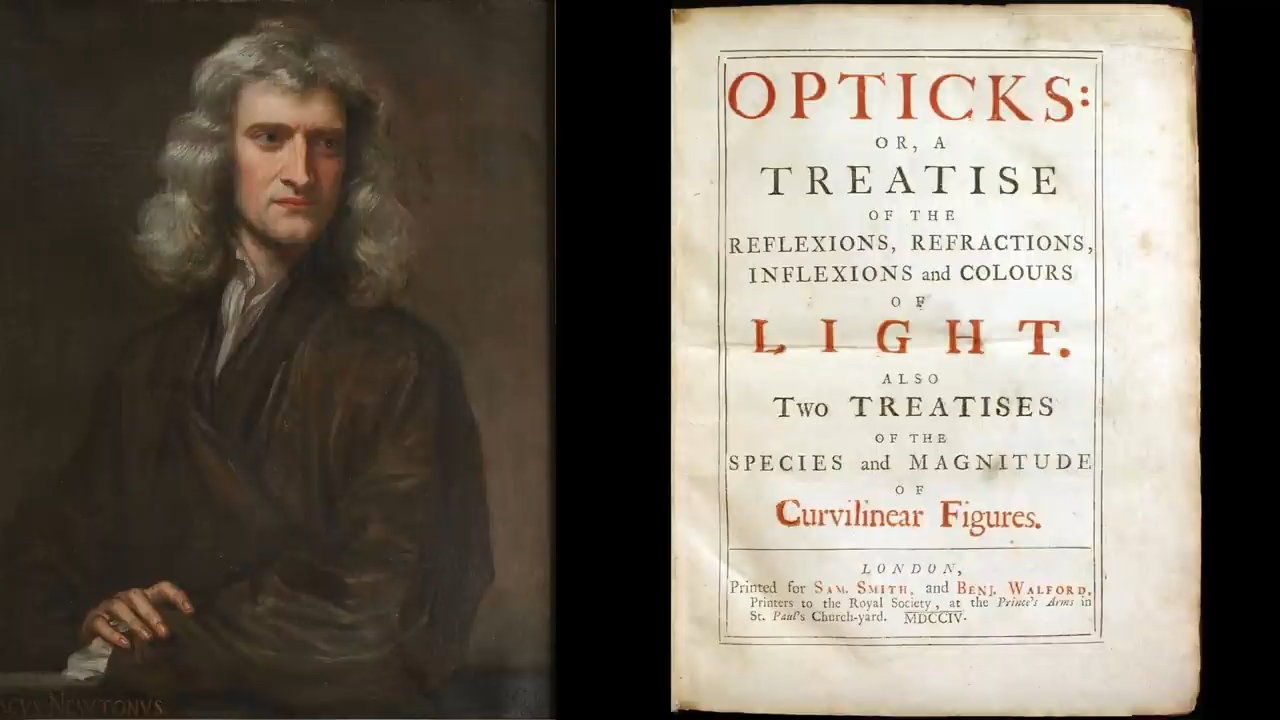 OPTICKS:
OR, A
TREATISE
OF THE
REFLEXIONS, REFRACTIONS,
INFLEXIONS and COLOURS
OF
LIGHT.
ALSO
Two TREATISES
OF THE
SPECIES and MAGNITUDE
OF
Curvilinear Figures.
LONDON,
Printed for SAM. SMITH, and BENJ. WALFORD,
Printers to the Royal Society, at the Prince's Arms in
St. Paul's Church-yard. MDCCIV.
NEWTONVS